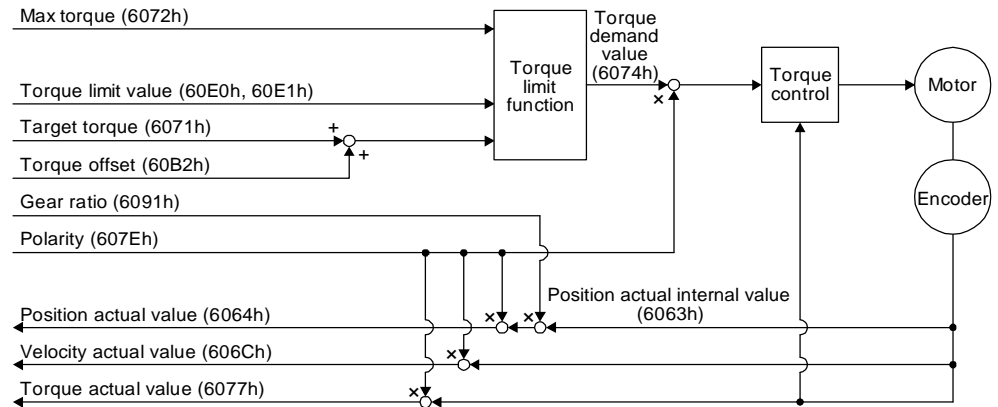 Max torque (6072h)
Torque
demand
value
(6074h)
Torque
limit
function
Torque
control
Motor
Torque limit value (60E0h, 60E1h)
×
Target torque (6071h)
+
+
Torque offset (60B2h)
Gear ratio (6091h)
Encoder
Polarity (607Eh)
Position actual internal value
(6063h)
Position actual value (6064h)
×
×
Velocity actual value (606Ch)
×
Torque actual value (6077h)
×